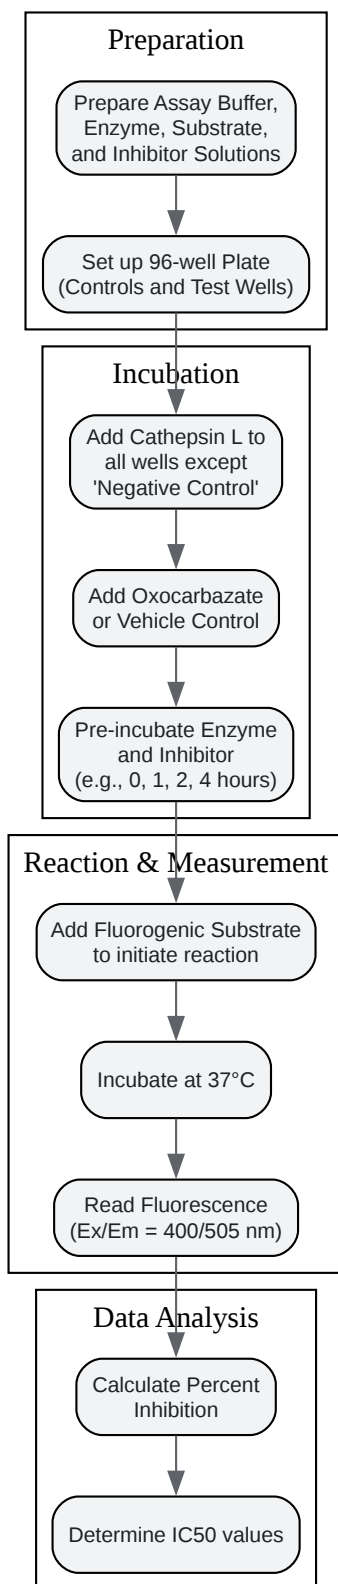 Preparation
Prepare Assay Buffer,
Enzyme, Substrate,
and Inhibitor Solutions
Set up 96-well Plate
(Controls and Test Wells)
Incubation
Add Cathepsin L to
all wells except
'Negative Control'
Add Oxocarbazate
or Vehicle Control
Pre-incubate Enzyme
and Inhibitor
(e.g., 0, 1, 2, 4 hours)
Reaction & Measurement
Add Fluorogenic Substrate
to initiate reaction
Incubate at 37°C
Read Fluorescence
(Ex/Em = 400/505 nm)
Data Analysis
Calculate Percent
Inhibition
Determine IC50 values